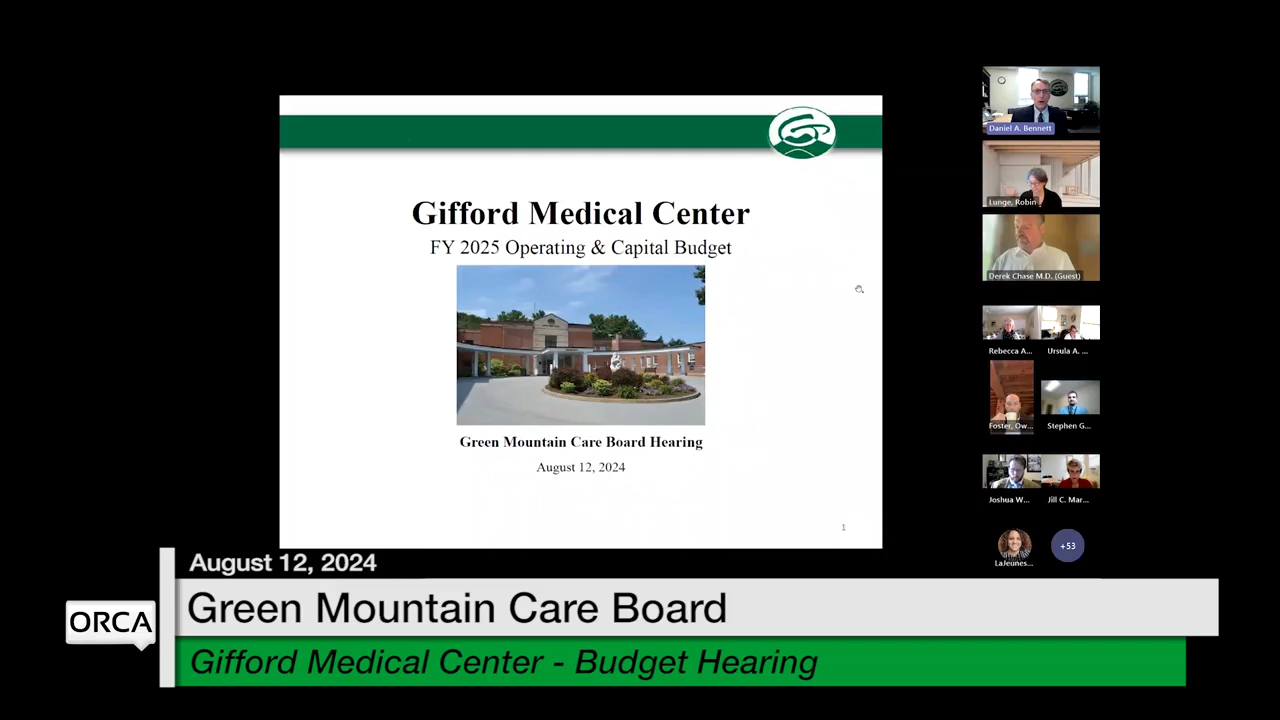 Gifford Medical Center
FY 2025 Operating & Capital Budget
Green Mountain Care Board Hearing
August 12, 2024
1
Daniel A. Bennett
Lunge, Robin
Derek Chase M.D. (Guest)
Rebecca A...
Ursula A. ...
Foster, Ow...
Stephen G...
Joshua W...
Jill C. Mar...
LaJeunes...
+53
August 12, 2024
ORCA
Green Mountain Care Board
Gifford Medical Center - Budget Hearing